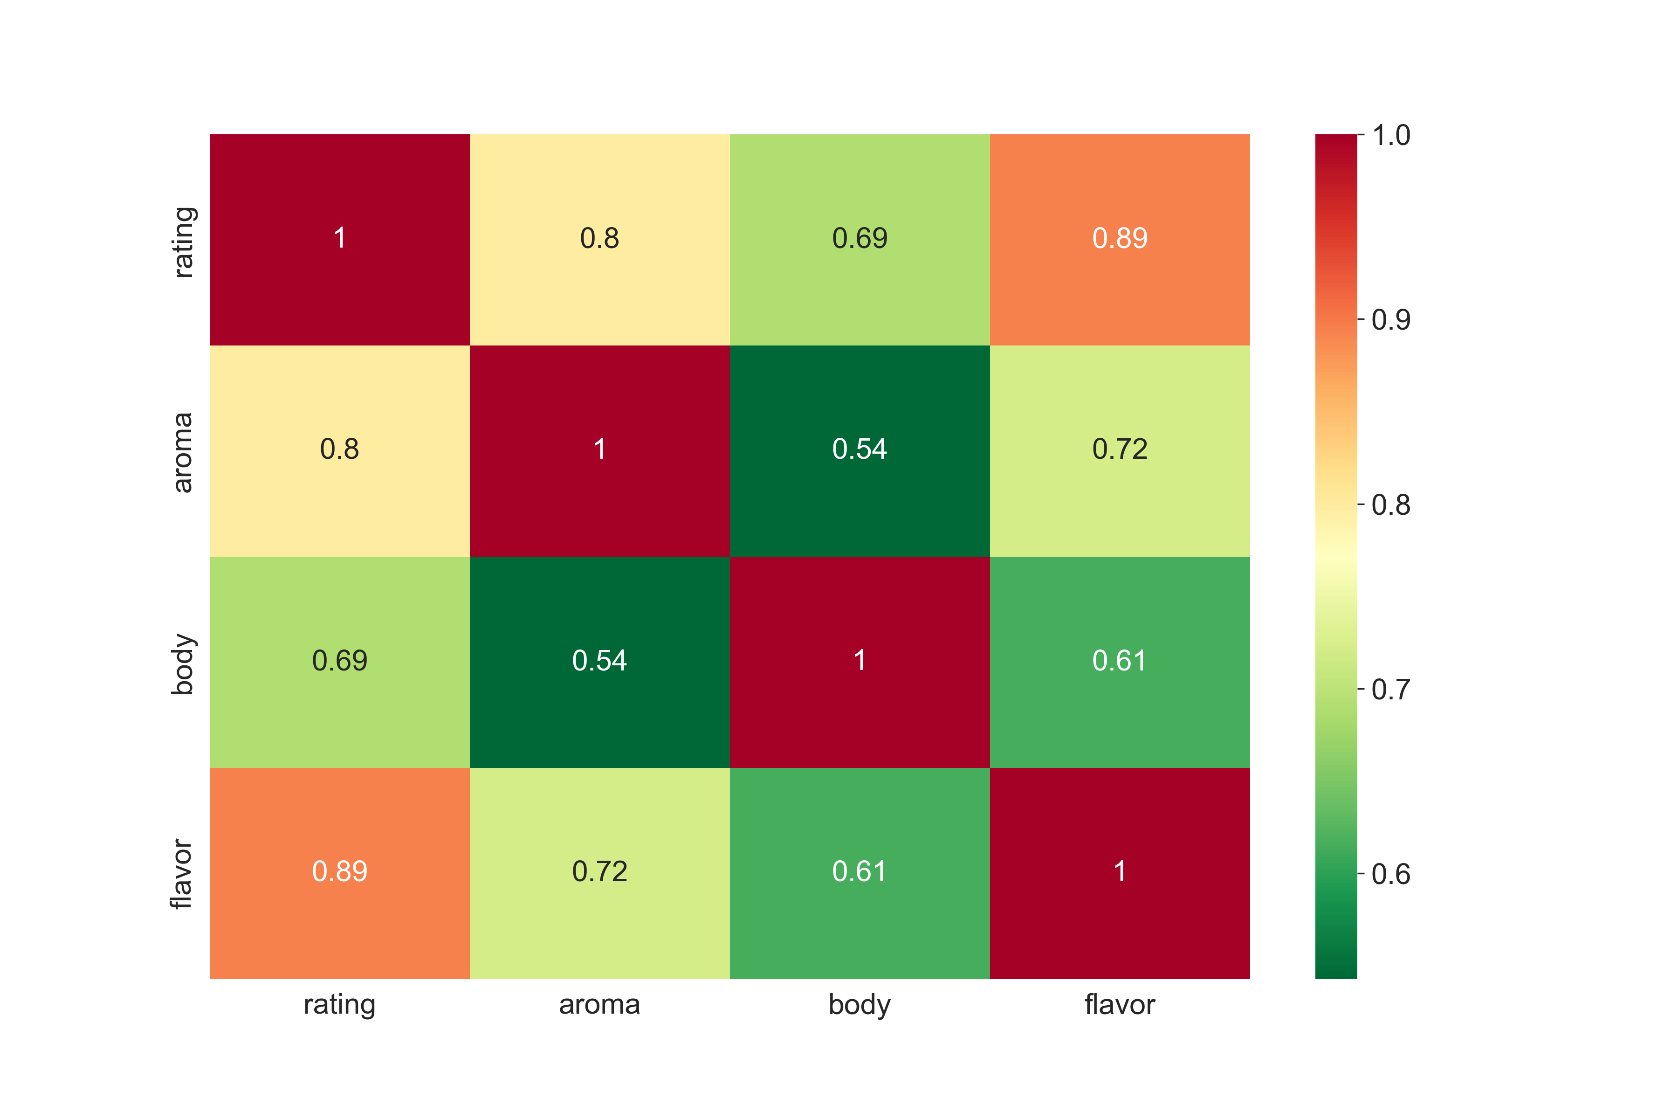 rating 1 0.8 0.69 0.89
aroma 0.8 1 0.54 0.72
body 0.69 0.54 1 0.61
flavor 0.89 0.72 0.61 1
rating aroma body flavor
1.0
0.9
0.8
0.7
0.6